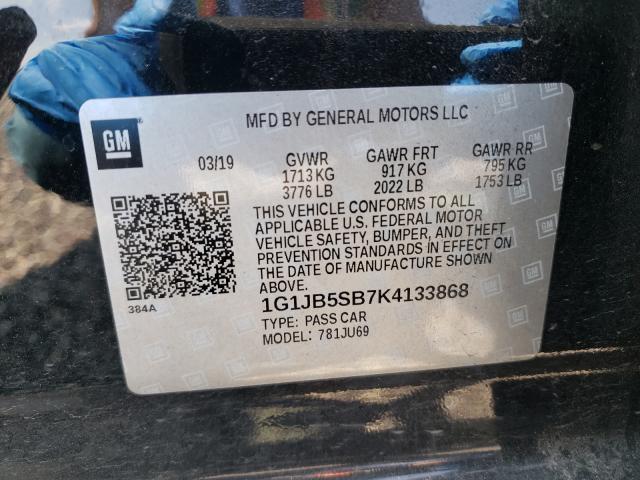 MFD BY GENERAL MOTORS LLC
GM
03/19 GVWR GAWR FRT GAWR RR
1713 KG 917 KG 795 KG
3776 LB 2022 LB 1753 LB
THIS VEHICLE CONFORMS TO ALL
APPLICABLE U.S. FEDERAL MOTOR
VEHICLE SAFETY, BUMPER, AND THEFT
PREVENTION STANDARDS IN EFFECT ON
THE DATE OF MANUFACTURE SHOWN
ABOVE.
384A
1G1JB5SB7K4133868
TYPE: PASS CAR
MODEL: 781JU69